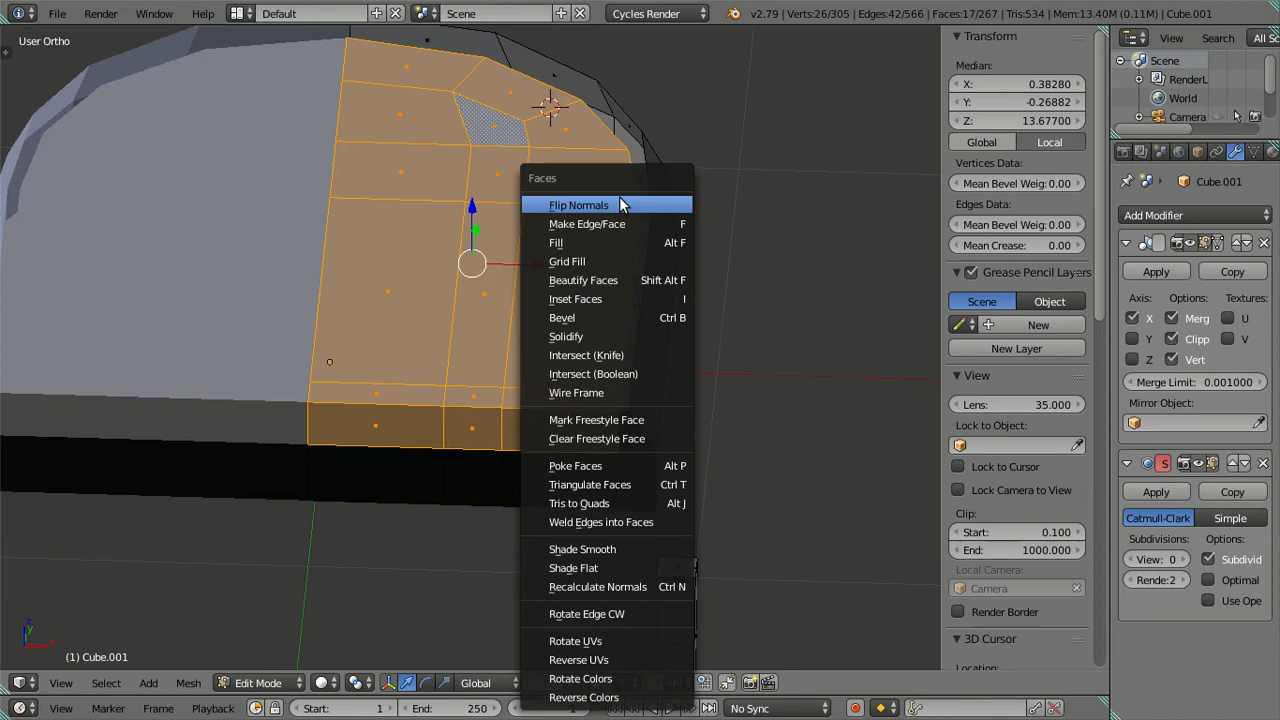 File Render Window Help Default Scene Cycles Render v2.79 | Verts:26/305 | Edges:42/566 | Faces:17/267 | Tris:534 | Mem:13.40M (0.11M) | Cube.001
User Ortho
Transform
View Search All Sc
Median:
Scene
X: 0.38280
RenderL
Y: -0.26882
World
Z: 13.67700
Camera
Global Local
Vertices Data:
Mean Bevel Weig: 0.00
Cube.001
Edges Data:
Add Modifier
Mean Bevel Weig: 0.00
Mean Crease: 0.00
Grease Pencil Layers
Apply Copy
Scene Object
Axis: Options: Textures:
New
X Merg U
New Layer
Y Clipp V
Z Vert
View
Merge Limit: 0.001000
Lens: 35.000
Mirror Object:
Lock to Object:
Lock to Cursor
S
Lock Camera to View
Apply Copy
Clip:
Catmull-Clark Simple
Start: 0.100
Subdivisions: Options:
End: 1000.000
View: 0 Subdivid
Local Camera:
Rende: 2 Optimal
Camera
Use Ope
Render Border
3D Cursor
Location:
Faces
Flip Normals
Make Edge/Face F
Fill Alt F
Grid Fill
Beautify Faces Shift Alt F
Inset Faces I
Bevel Ctrl B
Solidify
Intersect (Knife)
Intersect (Boolean)
Wire Frame
Mark Freestyle Face
Clear Freestyle Face
Poke Faces Alt P
Triangulate Faces Ctrl T
Tris to Quads Alt J
Weld Edges into Faces
Shade Smooth
Shade Flat
Recalculate Normals Ctrl N
Rotate Edge CW
Rotate UVs
Reverse UVs
Rotate Colors
Reverse Colors
(1) Cube.001
View Select Add Mesh Edit Mode Global
View Marker Frame Playback Start: 1 End: 250 1 No Sync